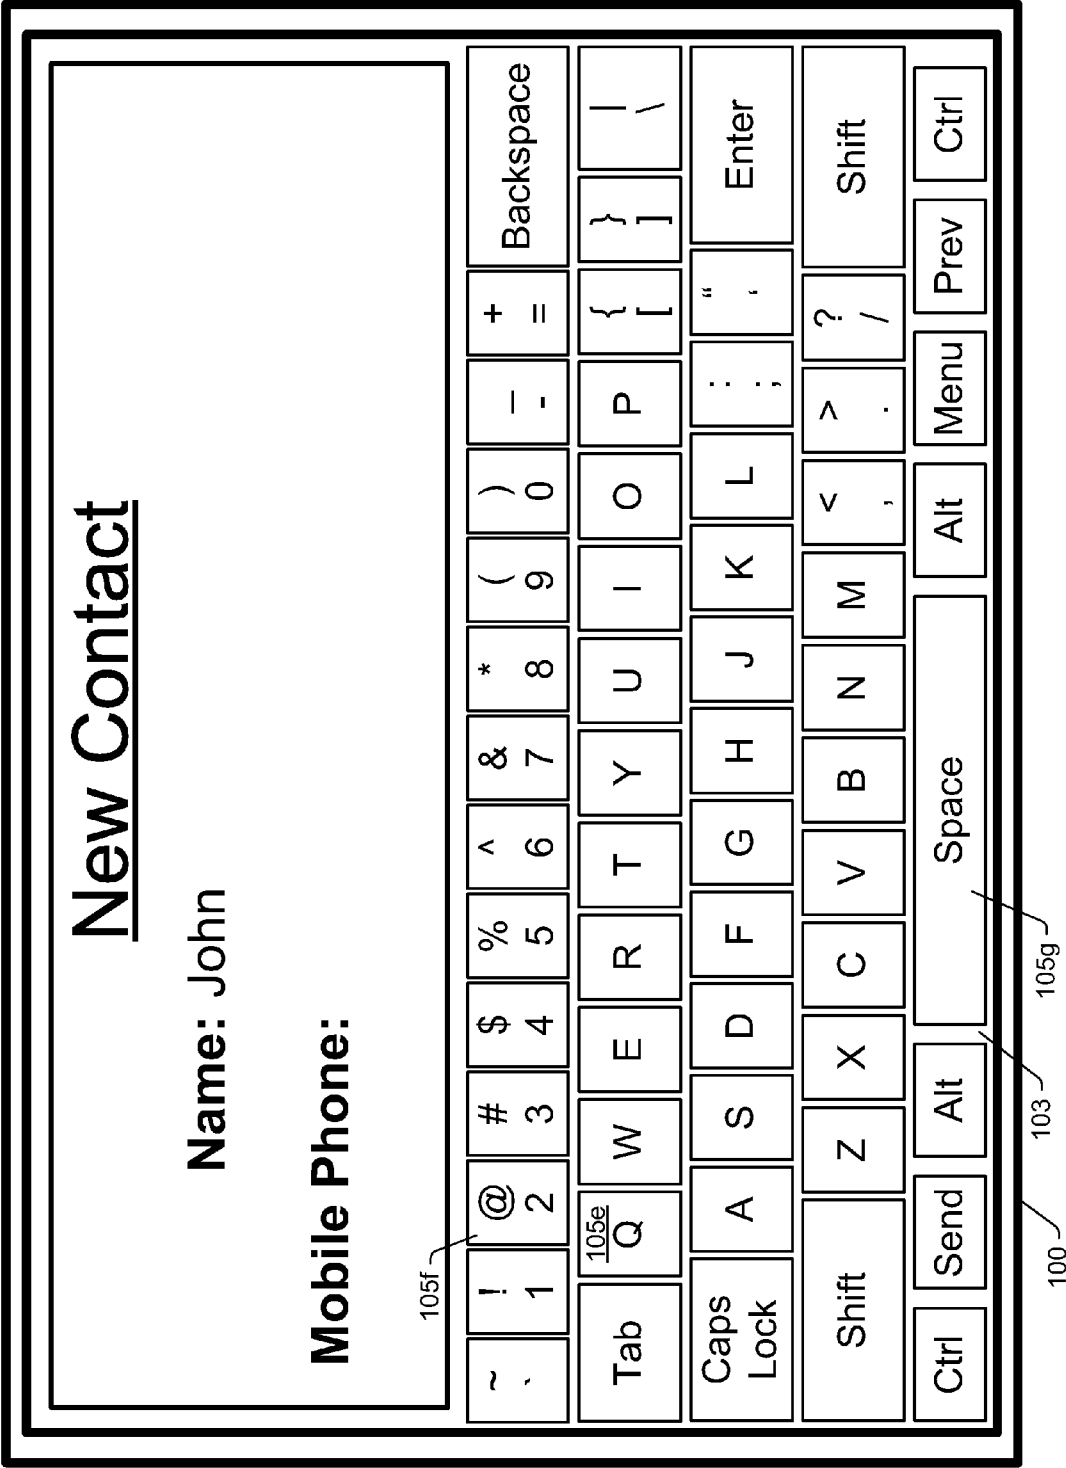 New Contact
Name: John
Mobile Phone:
105f
~ ! @ # $ % ^ & * ( ) _ + Backspace
` 1 2 3 4 5 6 7 8 9 0 - =
105e
Tab Q W E R T Y U I O P { } |
[ ] \
Caps Lock A S D F G H J K L : “ Enter
; ‘
Shift Z X C V B N M < > ? Shift
, . /
Ctrl Send Alt Space Alt Menu Prev Ctrl
100 103 105g